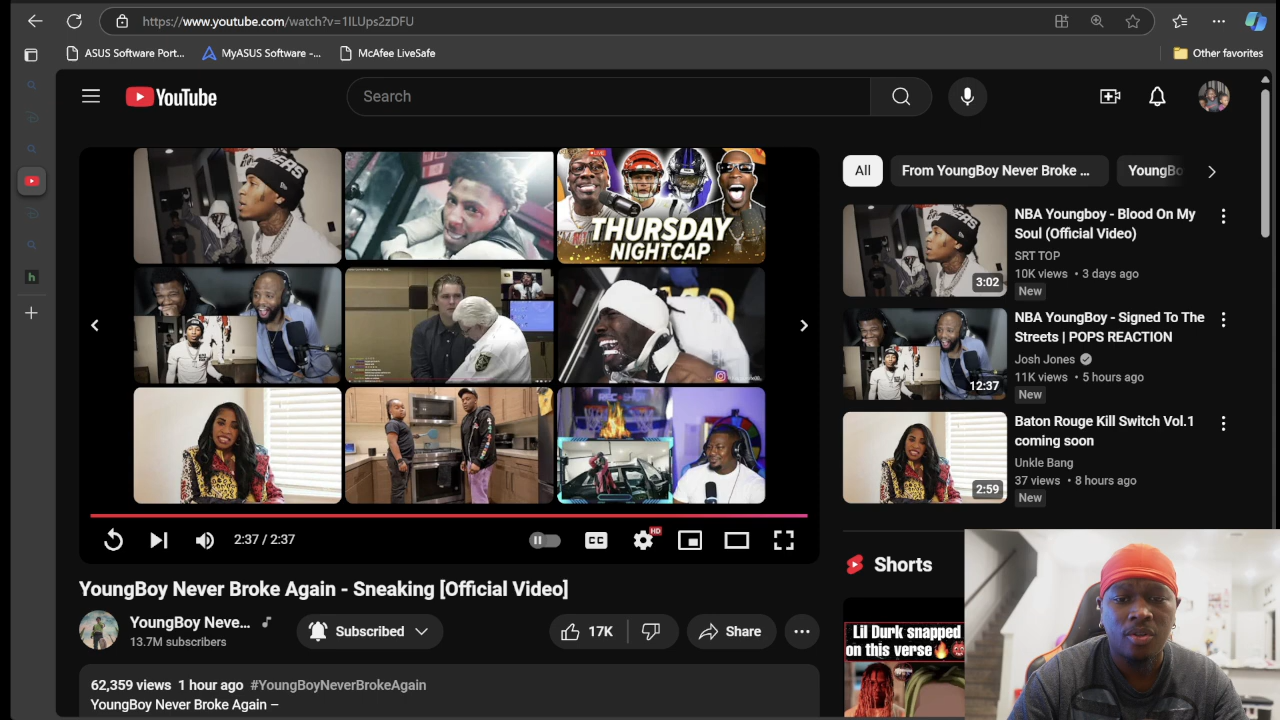 https://www.youtube.com/watch?v=1ILUps2zDFU
ASUS Software Port...
MyASUS Software -...
McAfee LiveSafe
Other favorites
YouTube
Search
LIVE
THURSDAY
NIGHTCAP
2:37 / 2:37
CC
HD
YoungBoy Never Broke Again - Sneaking [Official Video]
YoungBoy Neve...
13.7M subscribers
Subscribed
17K
Share
62,359 views 1 hour ago #YoungBoyNeverBrokeAgain
YoungBoy Never Broke Again –
All
From YoungBoy Never Broke ...
YoungBo
NBA Youngboy - Blood On My
Soul (Official Video)
SRT TOP
10K views • 3 days ago
New
3:02
NBA YoungBoy - Signed To The
Streets | POPS REACTION
Josh Jones
11K views • 5 hours ago
New
12:37
Baton Rouge Kill Switch Vol.1
coming soon
Unkle Bang
37 views • 8 hours ago
New
2:59
Shorts
Lil Durk snapped
on this verse🔥